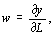 w = ∂y/∂L,